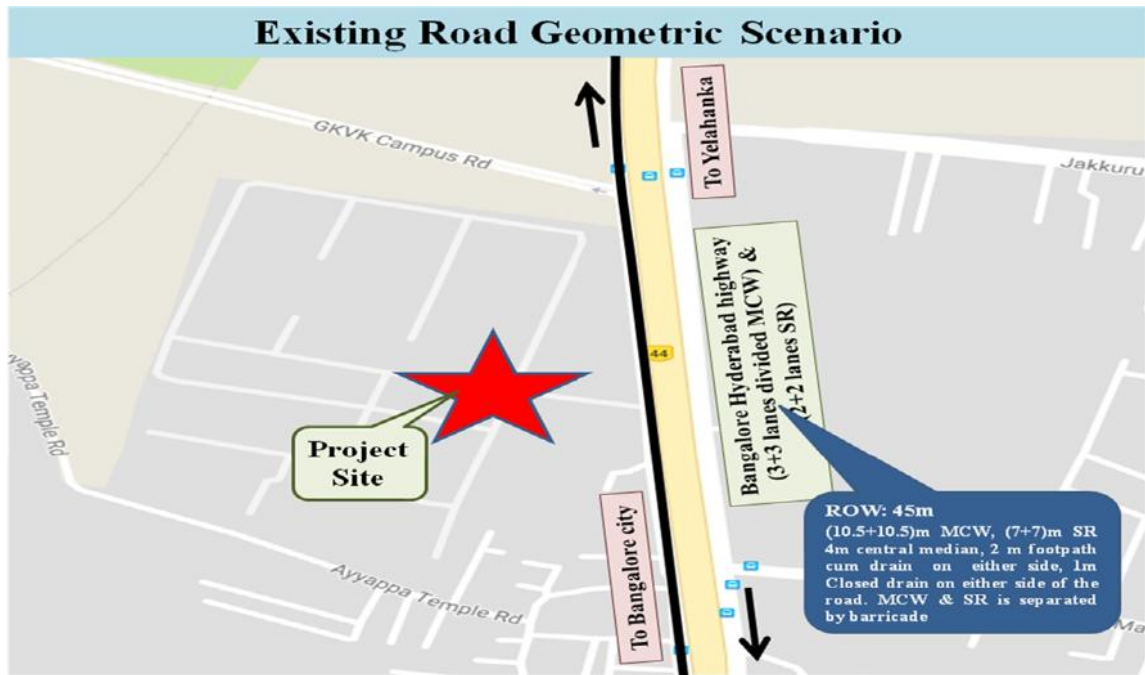 Existing Road Geometric Scenario
GKVK Campus Rd
To Yelahanka
Jakkuru
Bangalore Hyderabad highway
(3+3 lanes divided MCW) &
(2+2 lanes SR)
44
Project
Site
Ayyappa Temple Rd
To Bangalore city
ROW: 45m
(10.5+10.5)m MCW, (7+7)m SR
4m central median, 2 m footpath
cum drain on either side, 1m
Closed drain on either side of the
road. MCW & SR is separated
by barricade
Ayyappa Temple Rd